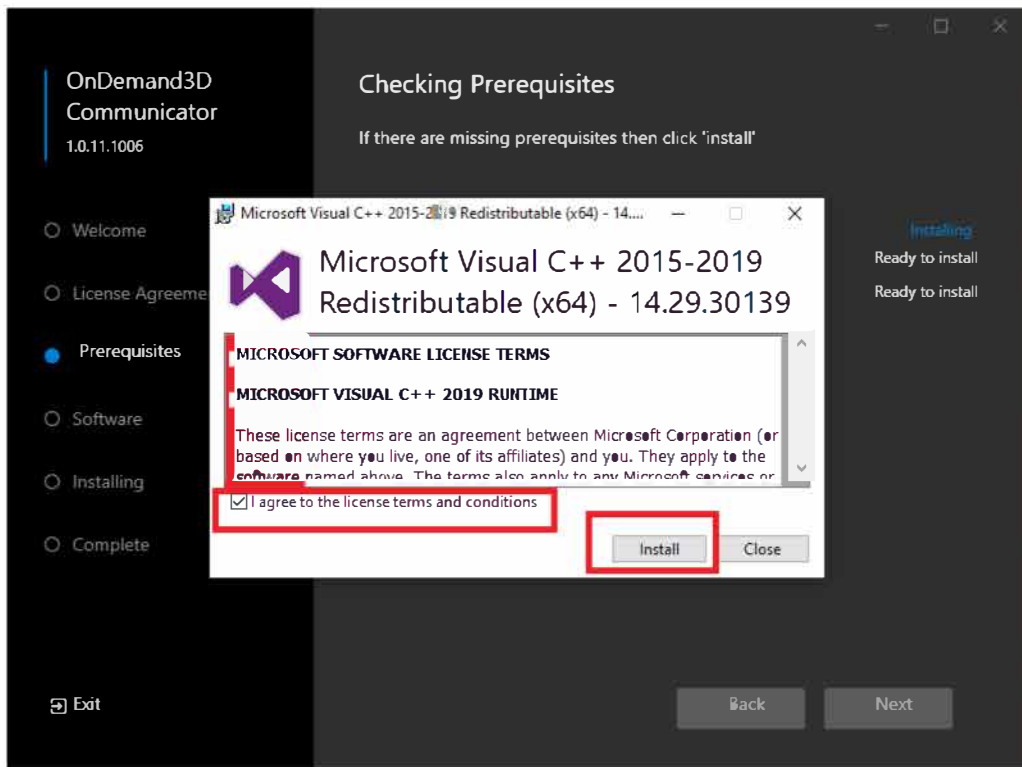 OnDemand3D
Communicator
1.0.11.1006
Welcome
License Agreeme
Prerequisites
Software
Installing
Complete
Exit
Checking Prerequisites
If there are missing prerequisites then click 'install'
Installing
Ready to install
Ready to install
Microsoft Visual C++ 2015-2019 Redistributable (x64) - 14....
Microsoft Visual C++ 2015-2019
Redistributable (x64) - 14.29.30139
MICROSOFT SOFTWARE LICENSE TERMS
MICROSOFT VISUAL C++ 2019 RUNTIME
These license terms are an agreement between Microsoft Corporation (or
based on where you live, one of its affiliates) and you. They apply to the
software named above. The terms also apply to any Microsoft services or
I agree to the license terms and conditions
Install
Close
Back
Next